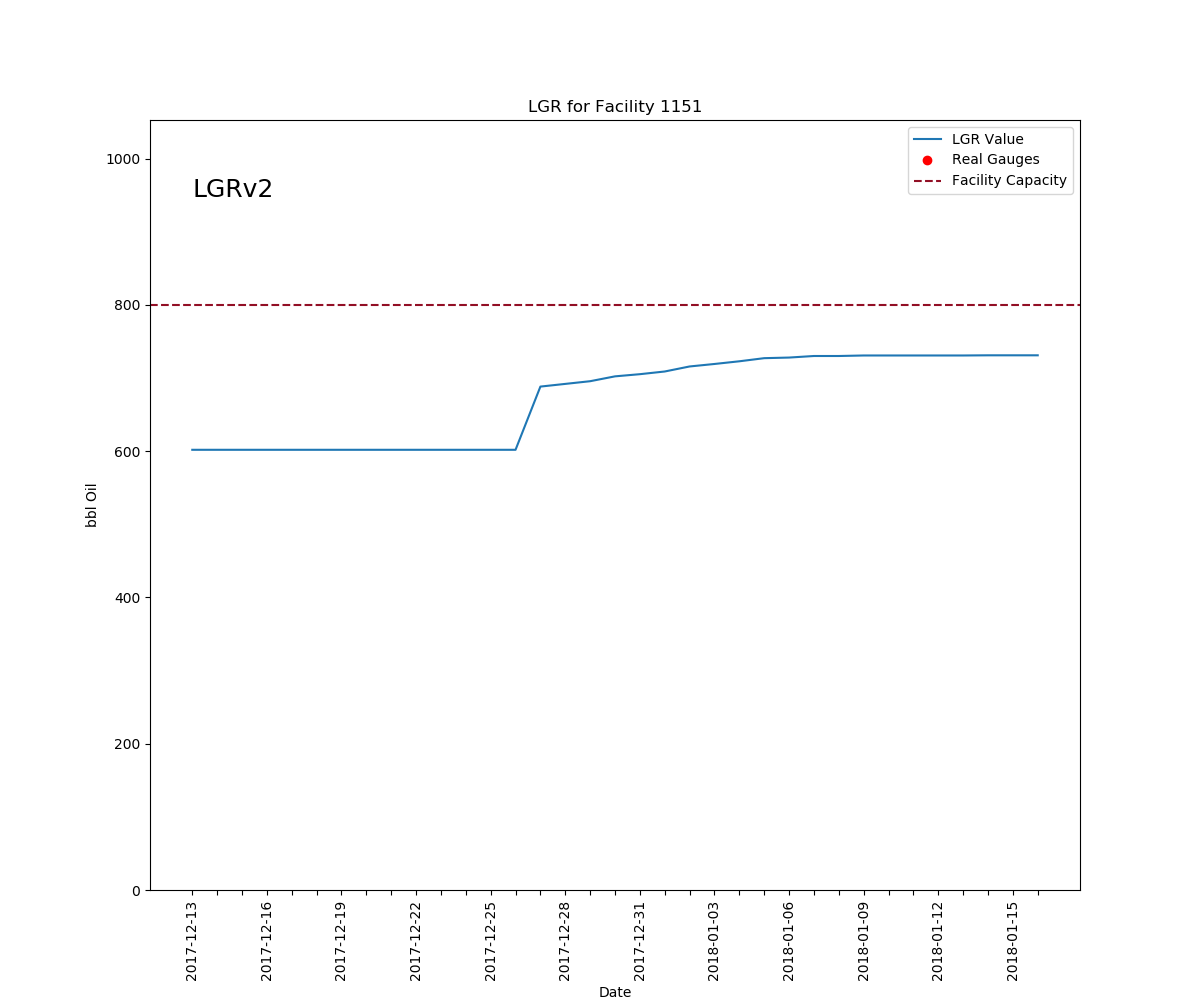 LGR for Facility 1151
LGRv2
LGR Value
Real Gauges
Facility Capacity
1000
800
600
400
200
0
bbl Oil
2017-12-13
2017-12-16
2017-12-19
2017-12-22
2017-12-25
2017-12-28
2017-12-31
2018-01-03
2018-01-06
2018-01-09
2018-01-12
2018-01-15
Date